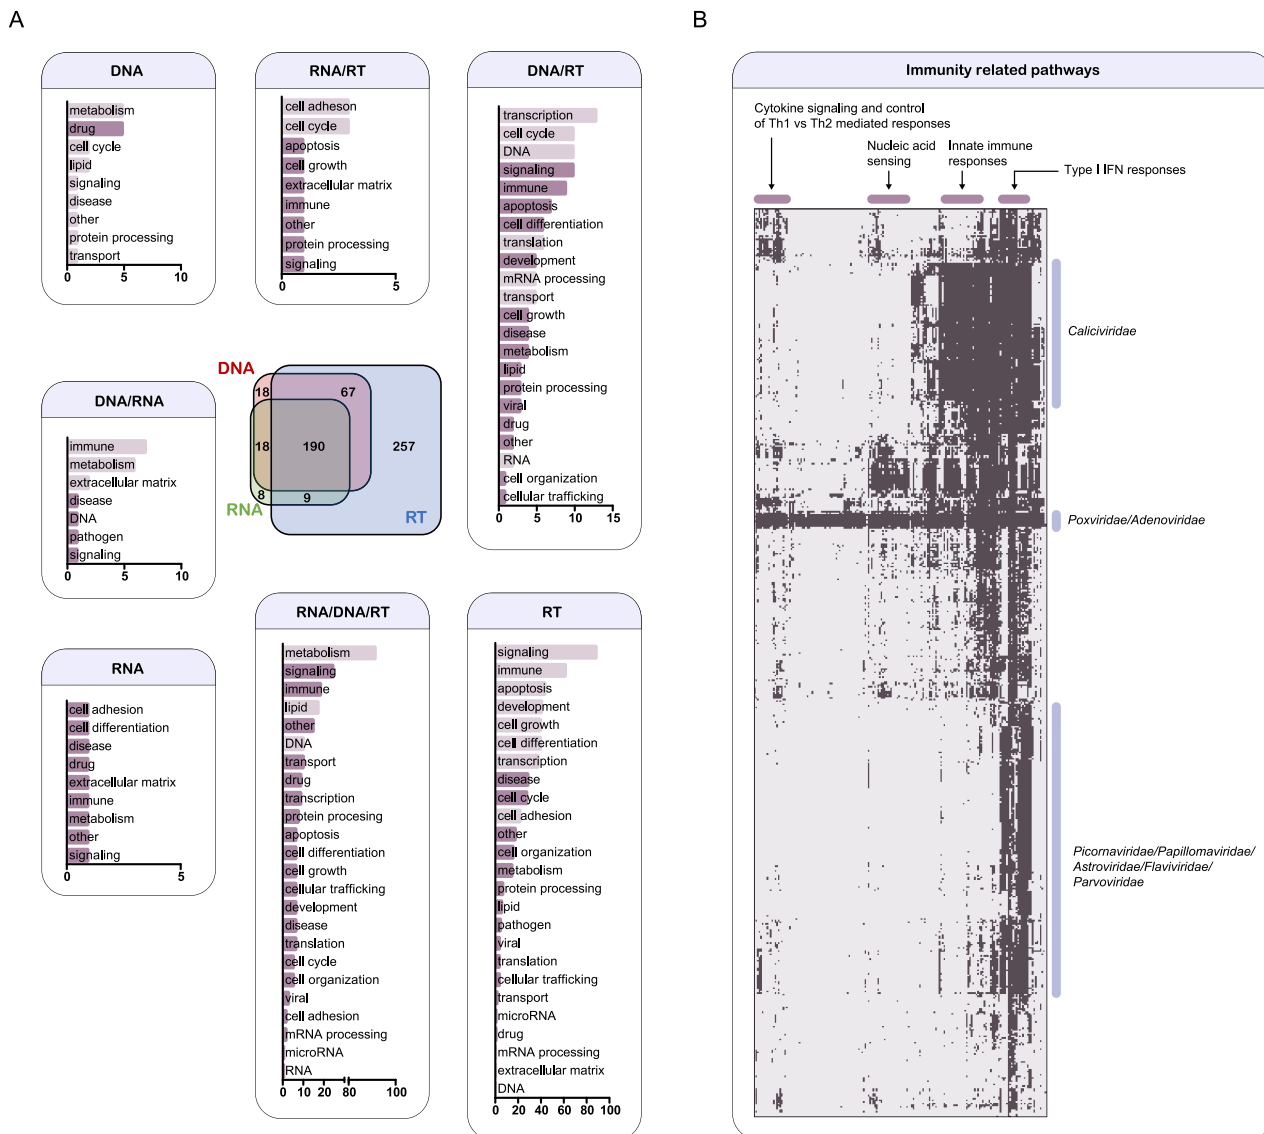 A
B
DNA
metabolism
drug
cell cycle
lipid
signaling
disease
other
protein processing
transport
0 5 10
RNA/RT
cell adheson
cell cycle
apoptosis
cell growth
extracellular matrix
immune
other
protein processing
signaling
0 5
DNA/RT
transcription
cell cycle
DNA
signaling
immune
apoptosis
cell differentiation
translation
development
mRNA processing
transport
cell growth
disease
metabolism
lipid
protein processing
viral
drug
other
RNA
cell organization
cellular trafficking
0 5 10 15
DNA/RNA
immune
metabolism
extracellular matrix
disease
DNA
pathogen
signaling
0 5 10
DNA
18 67
18 190 257
8 9
RNA
RT
RNA
cell adhesion
cell differentiation
disease
drug
extracellular matrix
immune
metabolism
other
signaling
0 5
RNA/DNA/RT
metabolism
signaling
immune
lipid
other
DNA
transport
drug
transcription
protein procesing
apoptosis
cell differentiation
cell growth
cellular trafficking
development
disease
translation
cell cycle
cell organization
viral
cell adhesion
mRNA processing
microRNA
RNA
0 10 20 80 100
RT
signaling
immune
apoptosis
development
cell growth
cell differentiation
transcription
disease
cell cycle
cell adhesion
other
cell organization
metabolism
protein processing
lipid
pathogen
viral
translation
cellular trafficking
transport
microRNA
drug
mRNA processing
extracellular matrix
DNA
0 20 40 60 80 100
Immunity related pathways
Cytokine signaling and control
of Th1 vs Th2 mediated responses
Nucleic acid
sensing
Innate immune
responses
Type I IFN responses
Caliciviridae
Poxviridae/Adenoviridae
Picornaviridae/Papillomaviridae/
Astroviridae/Flaviviridae/
Parvoviridae